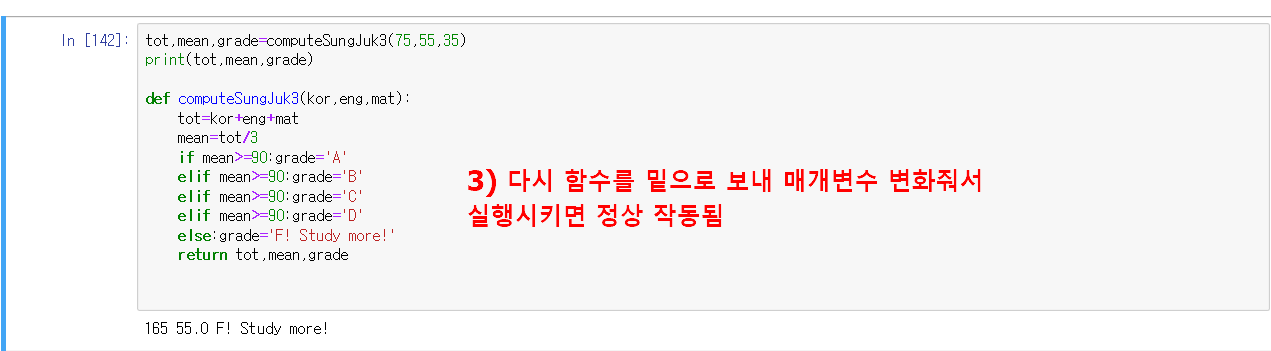 In [142]: tot,mean,grade=computeSungJuk3(75,55,35)
print(tot,mean,grade)
def computeSungJuk3(kor,eng,mat):
tot=kor+eng+mat
mean=tot/3
if mean>=90:grade='A'
elif mean>=90:grade='B'
elif mean>=90:grade='C'
elif mean>=90:grade='D'
else:grade='F! Study more!'
return tot,mean,grade
3) 다시 함수를 밑으로 보내 매개변수 변화줘서
실행시키면 정상 작동됨
165 55.0 F! Study more!